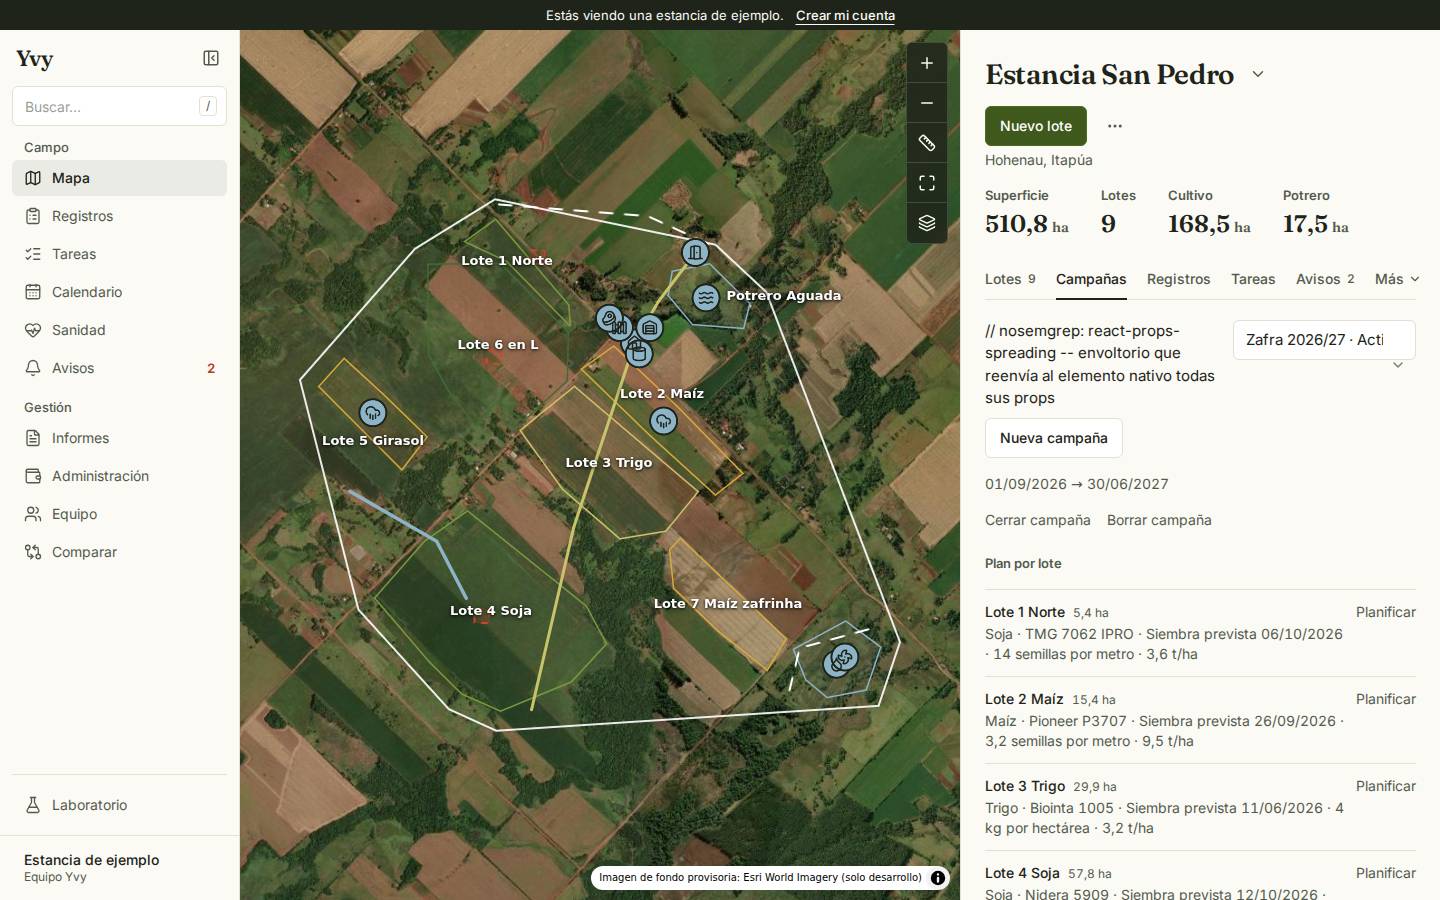 Estás viendo una estancia de ejemplo. Crear mi cuenta
Yvy
Buscar... /
Campo
Mapa
Registros
Tareas
Calendario
Sanidad
Avisos 2
Gestión
Informes
Administración
Equipo
Comparar
Laboratorio
Estancia de ejemplo
Equipo Yvy
Lote 1 Norte
Potrero Aguada
Lote 6 en L
Lote 2 Maíz
Lote 5 Girasol
Lote 3 Trigo
Lote 4 Soja
Lote 7 Maíz zafrinha
Imagen de fondo provisoria: Esri World Imagery (solo desarrollo)
Estancia San Pedro
Nuevo lote
Hohenau, Itapúa
Superficie Lotes Cultivo Potrero
510,8 ha 9 168,5 ha 17,5 ha
Lotes 9 Campañas Registros Tareas Avisos 2 Más
// nosemgrep: react-props-
spreading -- envoltorio que
reenvía al elemento nativo todas
sus props
Zafra 2026/27 · Acti
Nueva campaña
01/09/2026 → 30/06/2027
Cerrar campaña Borrar campaña
Plan por lote
Lote 1 Norte 5,4 ha Planificar
Soja · TMG 7062 IPRO · Siembra prevista 06/10/2026
· 14 semillas por metro · 3,6 t/ha
Lote 2 Maíz 15,4 ha Planificar
Maíz · Pioneer P3707 · Siembra prevista 26/09/2026 ·
3,2 semillas por metro · 9,5 t/ha
Lote 3 Trigo 29,9 ha Planificar
Trigo · Biointa 1005 · Siembra prevista 11/06/2026 · 4
kg por hectárea · 3,2 t/ha
Lote 4 Soja 57,8 ha Planificar
Soja · Nidera 5909 · Siembra prevista 12/10/2026 ·